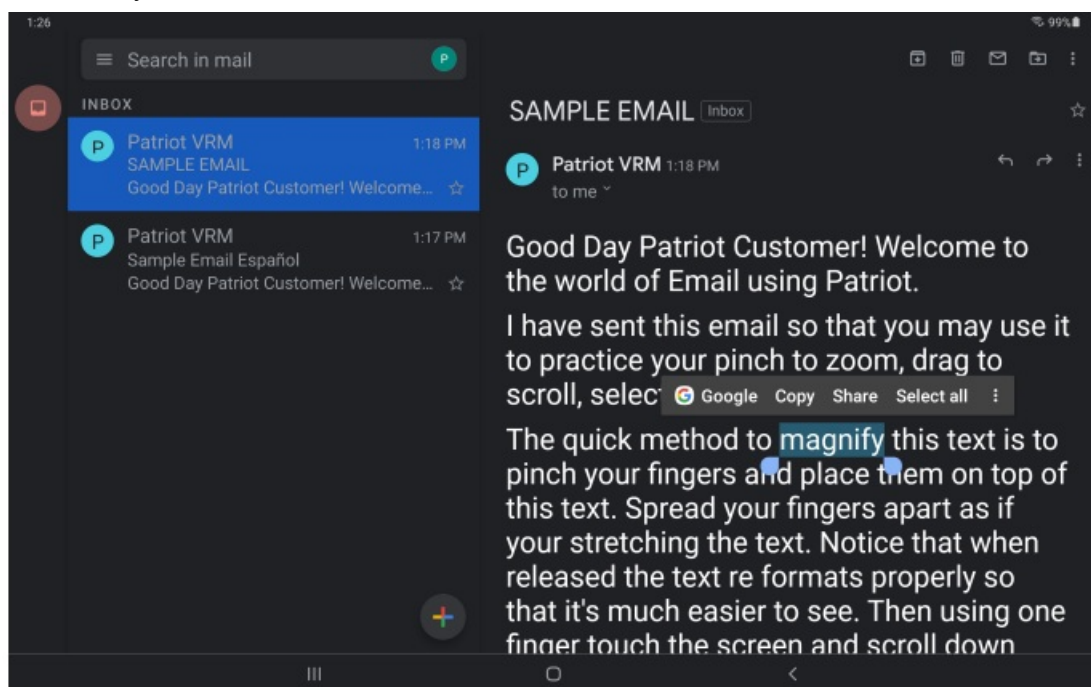 1:26
99%
Search in mail
P
INBOX
P
Patriot VRM
1:18 PM
SAMPLE EMAIL
Good Day Patriot Customer! Welcome...
P
Patriot VRM
1:17 PM
Sample Email Español
Good Day Patriot Customer! Welcome...
SAMPLE EMAIL Inbox
P
Patriot VRM 1:18 PM
to me
Good Day Patriot Customer! Welcome to
the world of Email using Patriot.
I have sent this email so that you may use it
to practice your pinch to zoom, drag to
scroll,
G Google Copy Share Select all
The quick method to magnify this text is to
pinch your fingers and place them on top of
this text. Spread your fingers apart as if
your stretching the text. Notice that when
released the text re formats properly so
that it's much easier to see. Then using one
finger touch the screen and scroll down